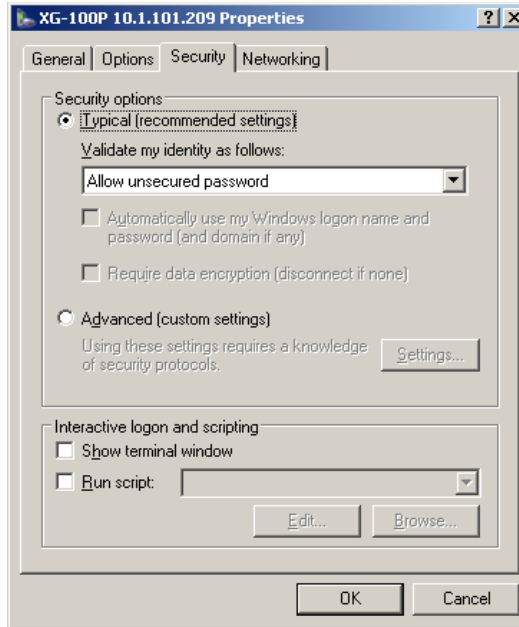 XG-100P 10.1.101.209 Properties
General Options Security Networking
Security options
Typical (recommended settings)
Validate my identity as follows:
Allow unsecured password
Automatically use my Windows logon name and
password (and domain if any)
Require data encryption (disconnect if none)
Advanced (custom settings)
Using these settings requires a knowledge
of security protocols.
Settings...
Interactive logon and scripting
Show terminal window
Run script:
Edit... Browse...
OK Cancel